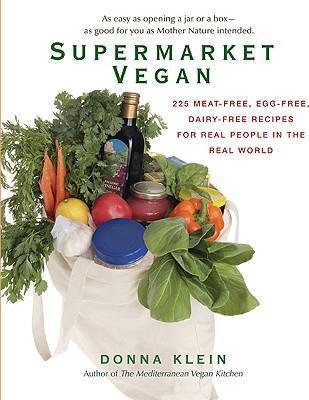 As easy as opening a jar or a box—
as good for you as Mother Nature intended.
SUPERMARKET
VEGAN
225 MEAT-FREE, EGG-FREE,
DAIRY-FREE RECIPES
FOR REAL PEOPLE IN THE
REAL WORLD
VINEGAR
DONNA KLEIN
Author of The Mediterranean Vegan Kitchen